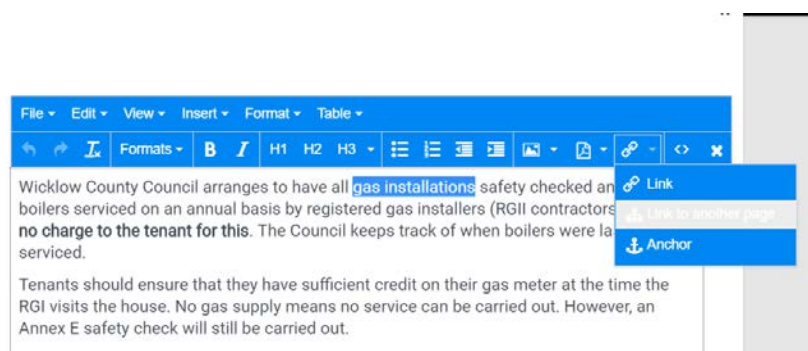 File Edit View Insert Format Table
Formats B I H1 H2 H3
Wicklow County Council arranges to have all gas installations safety checked an
boilers serviced on an annual basis by registered gas installers (RGII contractors
no charge to the tenant for this. The Council keeps track of when boilers were la
serviced.
Link
Link to another page
Anchor
Tenants should ensure that they have sufficient credit on their gas meter at the time the
RGI visits the house. No gas supply means no service can be carried out. However, an
Annex E safety check will still be carried out.